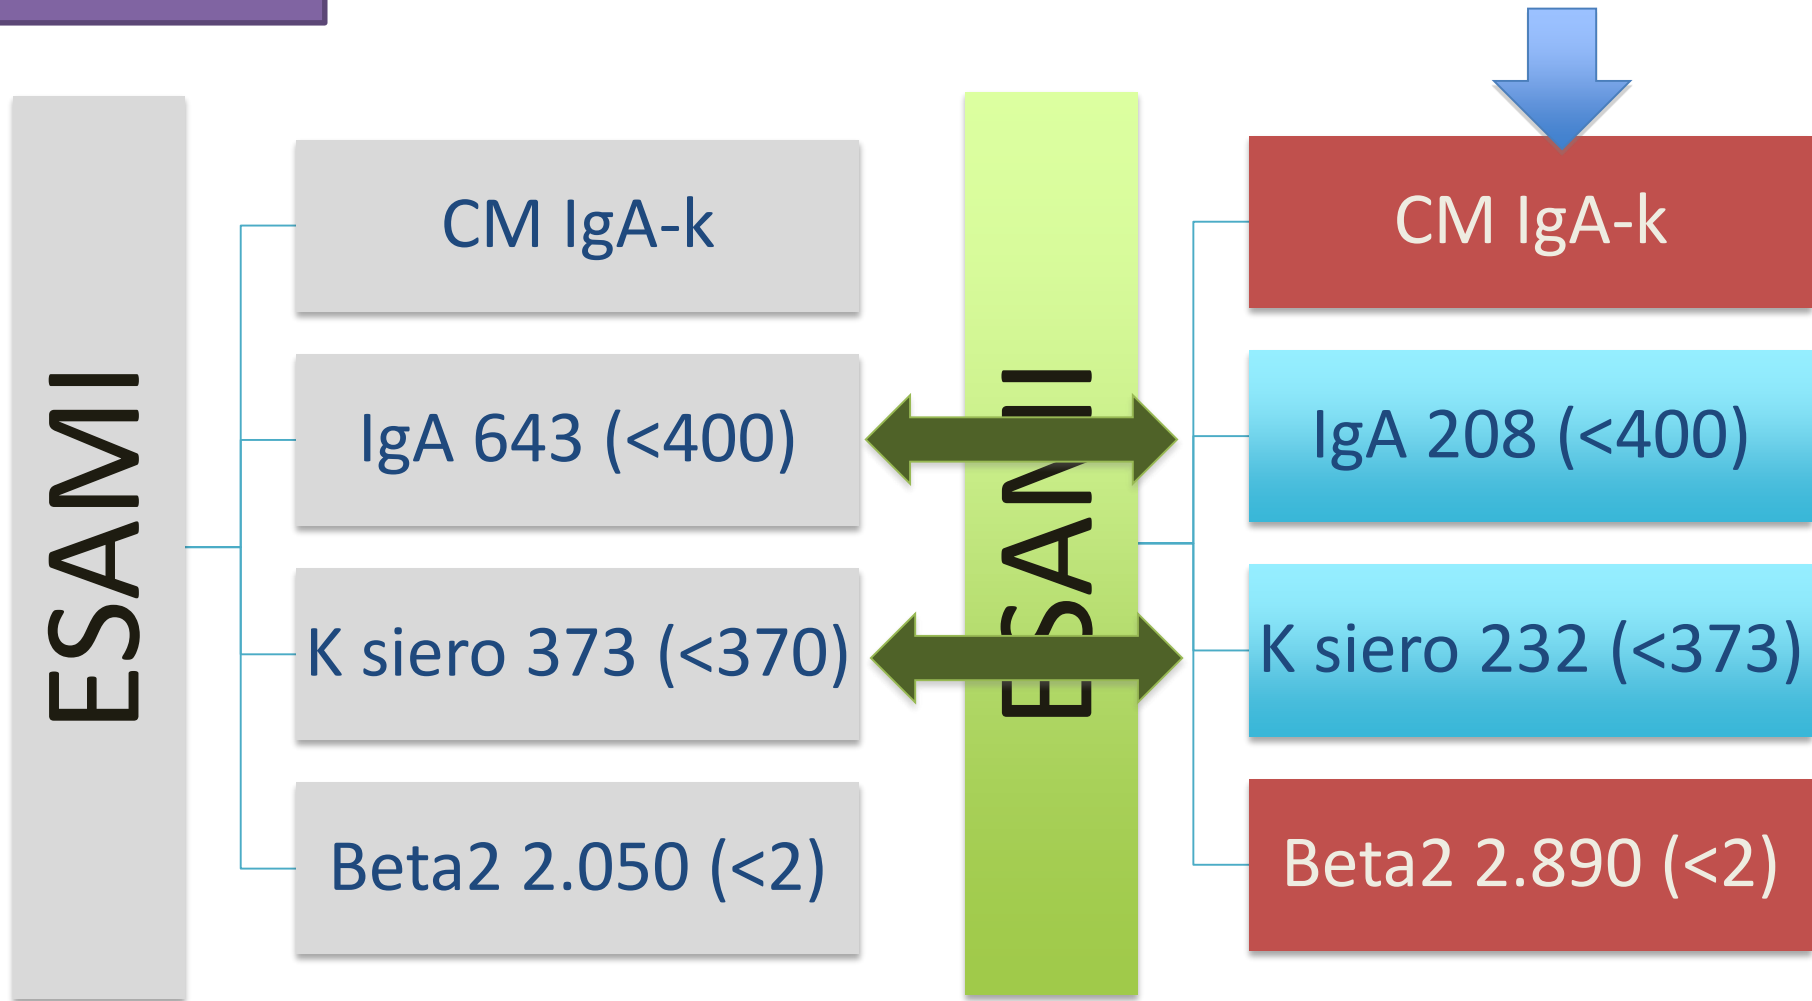 ESAMI
CM IgA-k
IgA 643 (<400)
K siero 373 (<370)
Beta2 2.050 (<2)
ESAMI
CM IgA-k
IgA 208 (<400)
K siero 232 (<373)
Beta2 2.890 (<2)